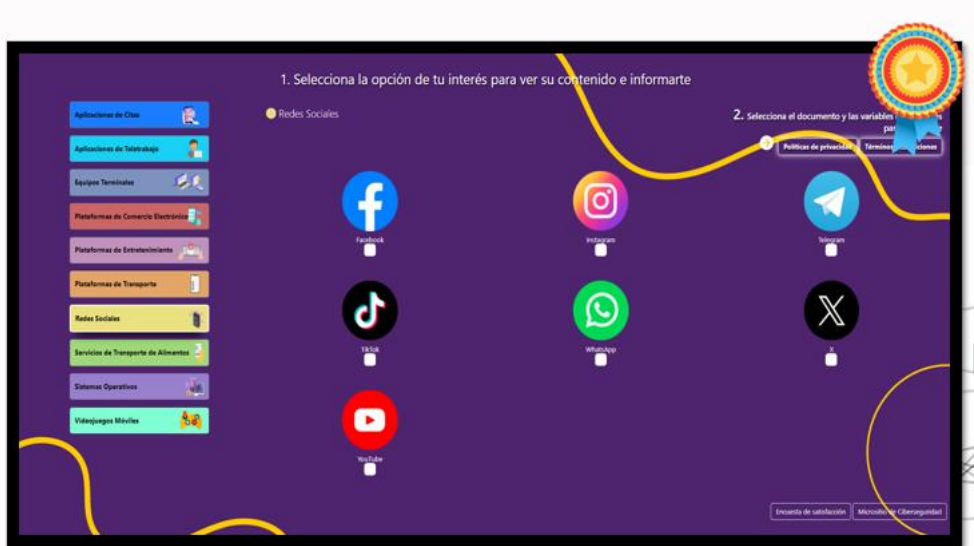 1. Selecciona la opción de tu interés para ver su contenido e informarte
Aplicaciones de Citas
Aplicaciones de Teletrabajo
Equipos Terminales
Plataformas de Comercio Electrónico
Plataformas de Entretenimiento
Plataformas de Transporte
Redes Sociales
Servicios de Transporte de Alimentos
Sistemas Operativos
Videojuegos Móviles
Redes Sociales
2. Selecciona el documento y las variables
Políticas de privacidad
Términos
Facebook
Instagram
Telegram
TikTok
WhatsApp
X
YouTube
Encuesta de satisfacción
Micrositio de Ciberseguridad